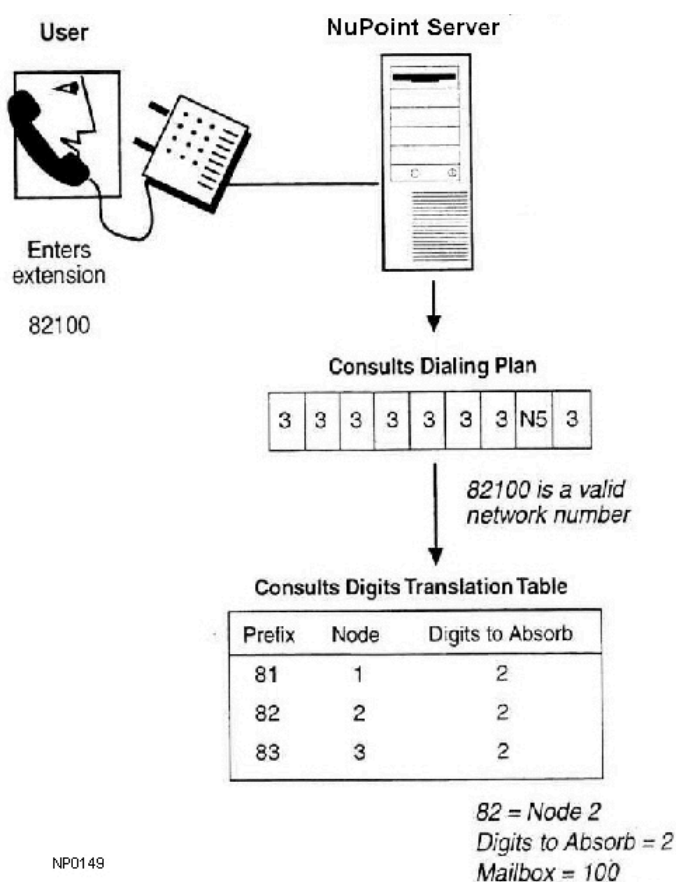 User
NuPoint Server
Enters
extension
82100
Consults Dialing Plan
3 3 3 3 3 3 3 N5 3
82100 is a valid
network number
Consults Digits Translation Table
Prefix Node Digits to Absorb
81 1 2
82 2 2
83 3 2
82 = Node 2
Digits to Absorb = 2
Mailbox = 100
NP0149